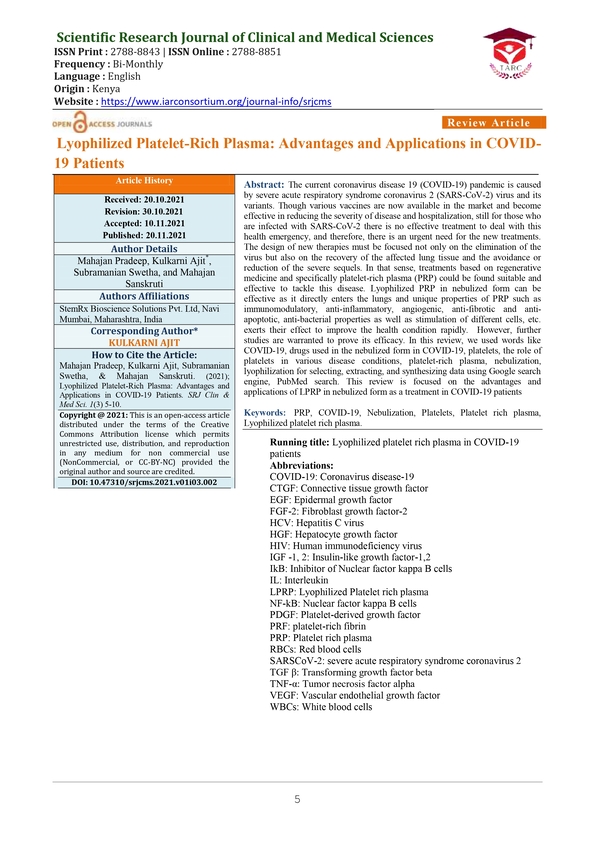 Scientific Research Journal of Clinical and Medical Sciences
ISSN Print : 2788-8843 | ISSN Online : 2788-8851
Frequency : Bi-Monthly
Language : English
Origin : Kenya
Website : https://www.iarconsortium.org/journal-info/srjcms
IARC
OPEN ACCESS JOURNALS
Review Article
Lyophilized Platelet-Rich Plasma: Advantages and Applications in COVID-
19 Patients
Article History
Received: 20.10.2021
Revision: 30.10.2021
Accepted: 10.11.2021
Published: 20.11.2021
Author Details
Mahajan Pradeep, Kulkarni Ajit*,
Subramanian Swetha, and Mahajan
Sanskruti
Authors Affiliations
StemRx Bioscience Solutions Pvt. Ltd, Navi
Mumbai, Maharashtra, India
Corresponding Author*
KULKARNI AJIT
How to Cite the Article:
Mahajan Pradeep, Kulkarni Ajit, Subramanian
Swetha, & Mahajan Sanskruti. (2021);
Lyophilized Platelet-Rich Plasma: Advantages and
Applications in COVID-19 Patients. SRJ Clin &
Med Sci. 1(3) 5-10.
Copyright @ 2021: This is an open-access article
distributed under the terms of the Creative
Commons Attribution license which permits
unrestricted use, distribution, and reproduction
in any medium for non commercial use
(NonCommercial, or CC-BY-NC) provided the
original author and source are credited.
DOI: 10.47310/srjcms.2021.v01i03.002
Abstract: The current coronavirus disease 19 (COVID-19) pandemic is caused
by severe acute respiratory syndrome coronavirus 2 (SARS-CoV-2) virus and its
variants. Though various vaccines are now available in the market and become
effective in reducing the severity of disease and hospitalization, still for those who
are infected with SARS-CoV-2 there is no effective treatment to deal with this
health emergency, and therefore, there is an urgent need for the new treatments.
The design of new therapies must be focused not only on the elimination of the
virus but also on the recovery of the affected lung tissue and the avoidance or
reduction of the severe sequels. In that sense, treatments based on regenerative
medicine and specifically platelet-rich plasma (PRP) could be found suitable and
effective to tackle this disease. Lyophilized PRP in nebulized form can be
effective as it directly enters the lungs and unique properties of PRP such as
immunomodulatory, anti-inflammatory, angiogenic, anti-fibrotic and anti-
apoptotic, anti-bacterial properties as well as stimulation of different cells, etc.
exerts their effect to improve the health condition rapidly. However, further
studies are warranted to prove its efficacy. In this review, we used words like
COVID-19, drugs used in the nebulized form in COVID-19, platelets, the role of
platelets in various disease conditions, platelet-rich plasma, nebulization,
lyophilization for selecting, extracting, and synthesizing data using Google search
engine, PubMed search. This review is focused on the advantages and
applications of LPRP in nebulized form as a treatment in COVID-19 patients
Keywords: PRP, COVID-19, Nebulization, Platelets, Platelet rich plasma,
Lyophilized platelet rich plasma.
Running title: Lyophilized platelet rich plasma in COVID-19
patients
Abbreviations:
COVID-19: Coronavirus disease-19
CTGF: Connective tissue growth factor
EGF: Epidermal growth factor
FGF-2: Fibroblast growth factor-2
HCV: Hepatitis C virus
HGF: Hepatocyte growth factor
HIV: Human immunodeficiency virus
IGF -1, 2: Insulin-like growth factor-1,2
IkB: Inhibitor of Nuclear factor kappa B cells
IL: Interleukin
LPRP: Lyophilized Platelet rich plasma
NF-kB: Nuclear factor kappa B cells
PDGF: Platelet-derived growth factor
PRF: platelet-rich fibrin
PRP: Platelet rich plasma
RBCs: Red blood cells
SARSCoV-2: severe acute respiratory syndrome coronavirus 2
TGF β: Transforming growth factor beta
TNF-α: Tumor necrosis factor alpha
VEGF: Vascular endothelial growth factor
WBCs: White blood cells
5